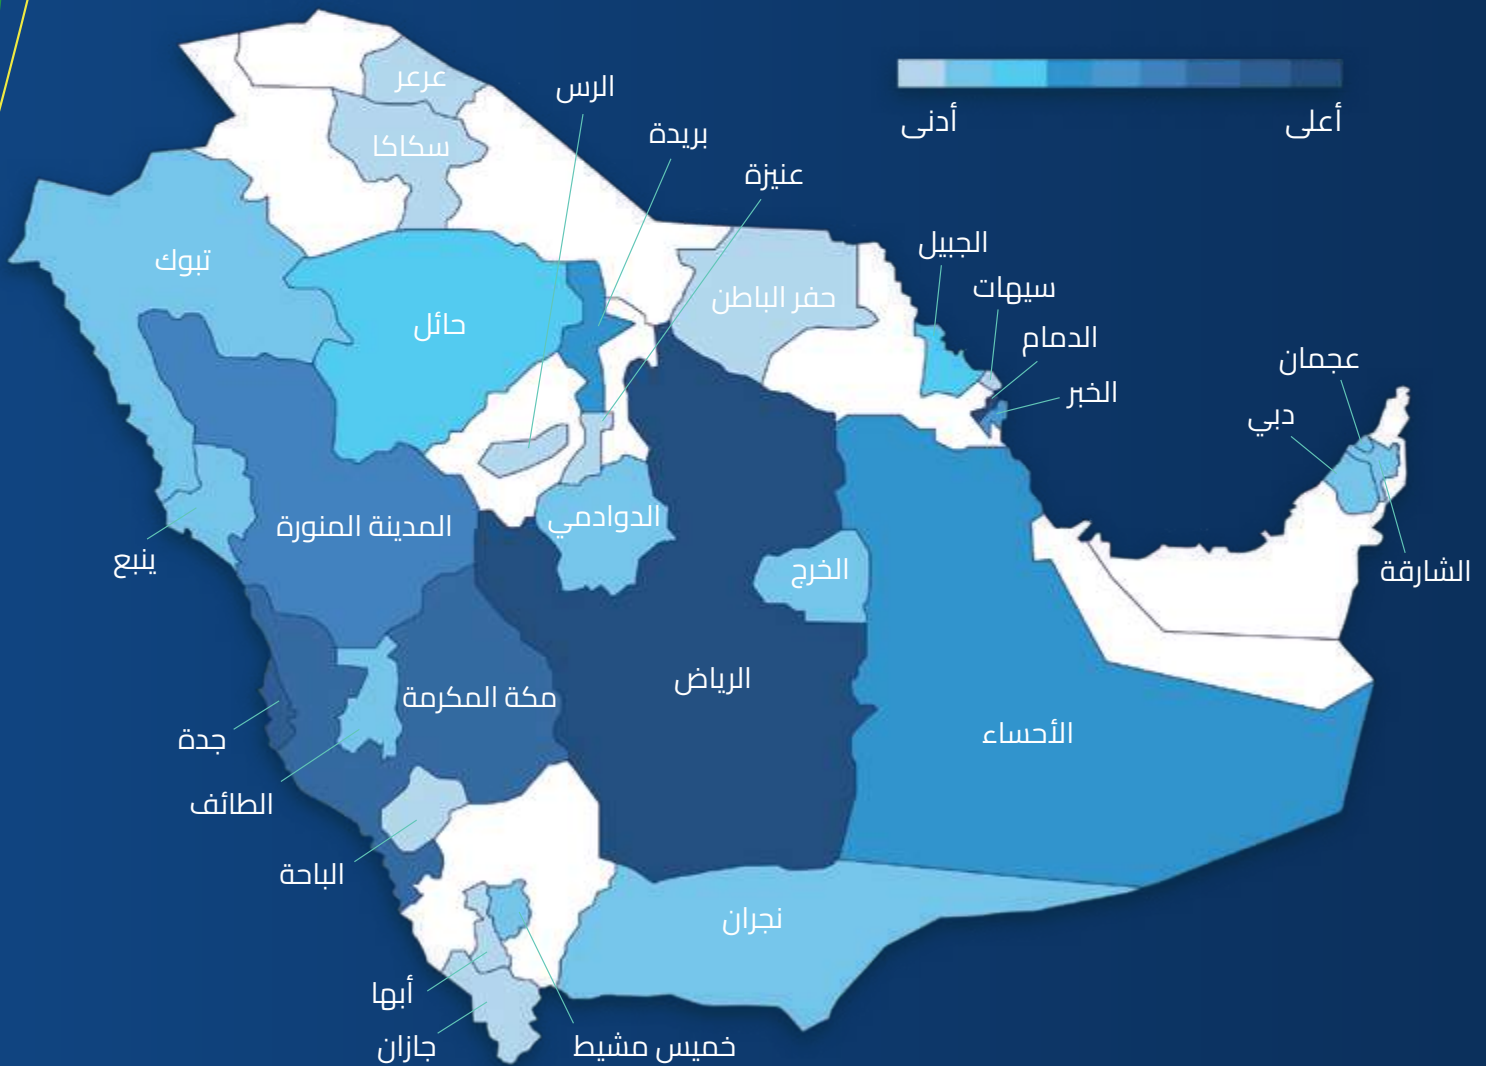 أعلى
أدنى
عرعر
الرس
سكاكا
بريدة
عنيزة
تبوك
حائل
حفر الباطن
الجبيل
سيهات
الدمام
الخبر
عجمان
دبي
الشارقة
ينبع
المدينة المنورة
الدوادمي
الخرج
الرياض
مكة المكرمة
الأحساء
جدة
الطائف
الباحة
نجران
أبها
جازان
خميس مشيط